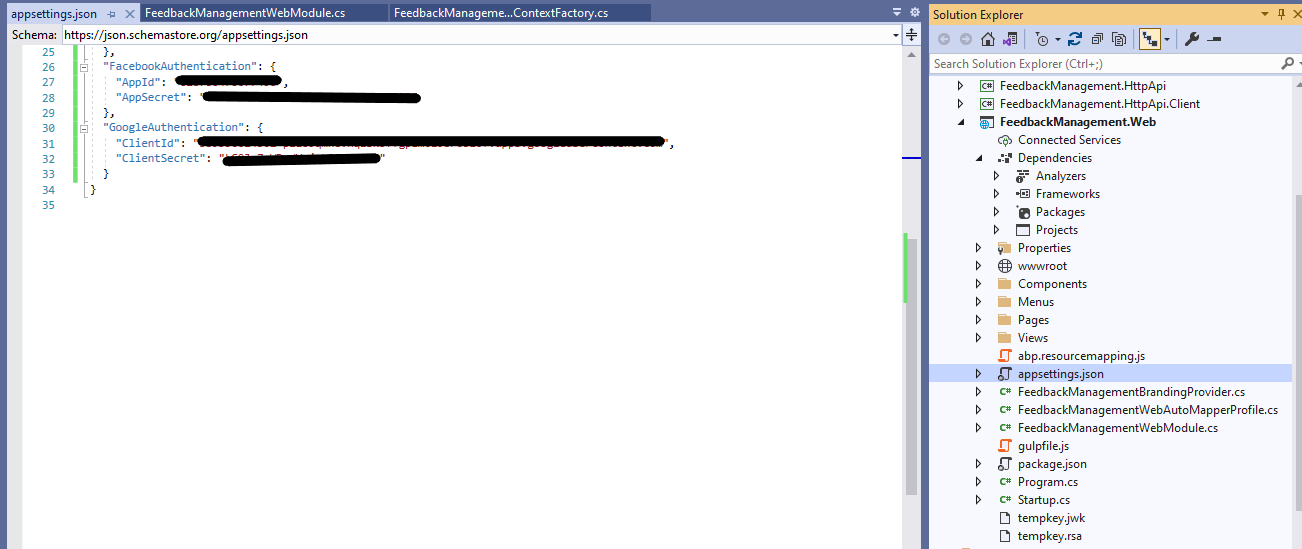 appsettings.json
FeedbackManagementWebModule.cs
FeedbackManageme...ContextFactory.cs
Schema: https://json.schemastore.org/appsettings.json
25 },
26 "FacebookAuthentication": {
27 "AppId": ,
28 "AppSecret": "
29 },
30 "GoogleAuthentication": {
31 "ClientId": " ",
32 "ClientSecret": " "
33 }
34 }
35
Solution Explorer
Search Solution Explorer (Ctrl+;)
FeedbackManagement.HttpApi
FeedbackManagement.HttpApi.Client
FeedbackManagement.Web
Connected Services
Dependencies
Analyzers
Frameworks
Packages
Projects
Properties
wwwroot
Components
Menus
Pages
Views
abp.resourcemapping.js
appsettings.json
C# FeedbackManagementBrandingProvider.cs
C# FeedbackManagementWebAutoMapperProfile.cs
C# FeedbackManagementWebModule.cs
gulpfile.js
package.json
C# Program.cs
C# Startup.cs
tempkey.jwk
tempkey.rsa